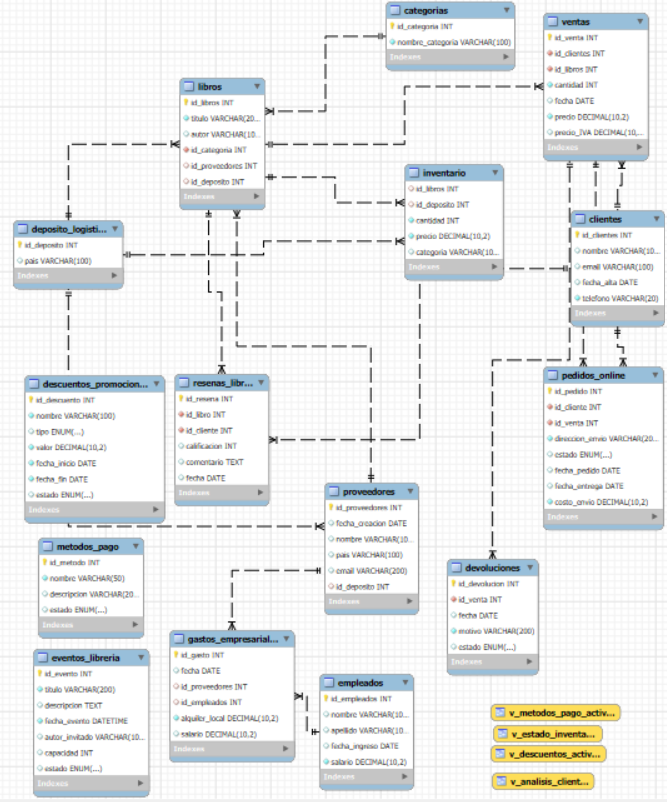 categorias
id_categoria INT
nombre_categoria VARCHAR(100)
Indexes
ventas
id_venta INT
id_clientes INT
id_libros INT
cantidad INT
fecha DATE
precio DECIMAL(10,2)
precio_IVA DECIMAL(10,...
Indexes
libros
id_libros INT
titulo VARCHAR(20...
autor VARCHAR(10...
id_categoria INT
id_proveedores INT
id_deposito INT
Indexes
inventario
id_libros INT
id_deposito INT
cantidad INT
precio DECIMAL(10,2)
categoria VARCHAR(10...
Indexes
deposito_logisti...
id_deposito INT
pais VARCHAR(100)
Indexes
clientes
id_clientes INT
nombre VARCHAR(10...
email VARCHAR(100)
fecha_alta DATE
telefono VARCHAR(20)
Indexes
descuentos_promocion...
id_descuento INT
nombre VARCHAR(100)
tipo ENUM(...)
valor DECIMAL(10,2)
fecha_inicio DATE
fecha_fin DATE
estado ENUM(...)
Indexes
resenas_libr...
id_resena INT
id_libro INT
id_cliente INT
calificacion INT
comentario TEXT
fecha DATE
Indexes
pedidos_online
id_pedido INT
id_cliente INT
id_venta INT
direccion_envio VARCHAR(20...
estado ENUM(...)
fecha_pedido DATE
fecha_entrega DATE
costo_envio DECIMAL(10,2)
Indexes
proveedores
id_proveedores INT
fecha_creacion DATE
nombre VARCHAR(10...
pais VARCHAR(100)
email VARCHAR(200)
id_deposito INT
Indexes
metodos_pago
id_metodo INT
nombre VARCHAR(50)
descripcion VARCHAR(20...
estado ENUM(...)
Indexes
devoluciones
id_devolucion INT
id_venta INT
fecha DATE
motivo VARCHAR(200)
estado ENUM(...)
Indexes
gastos_empresarial...
id_gasto INT
fecha DATE
id_proveedores INT
id_empleados INT
alquiler_local DECIMAL(10,2)
salario DECIMAL(10,2)
Indexes
eventos_libreria
id_evento INT
titulo VARCHAR(200)
descripcion TEXT
fecha_evento DATETIME
autor_invitado VARCHAR(10...
capacidad INT
estado ENUM(...)
Indexes
empleados
id_empleados INT
nombre VARCHAR(10...
apellido VARCHAR(10...
fecha_ingreso DATE
salario DECIMAL(10,2)
Indexes
v_metodos_pago_activ...
v_estado_inventa...
v_descuentos_activ...
v_analisis_client...